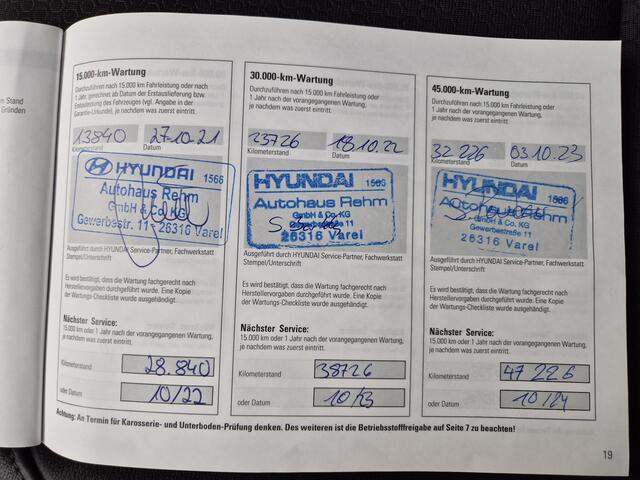 m Stand
Gründen
15.000-km-Wartung
Durchzuführen nach 15.000 km Fahrleistung oder nach
1 Jahr, gerechnet ab Datum der Erstauslieferung bzw.
Erstzulassung des Fahrzeuges (vgl. Angabe in der
Garantie-Urkunde), je nachdem was zuerst eintritt.
13840 27.10.21
Kilometerstand Datum
HYUNDAI 1566
Autohaus Rehm
GmbH & Co. KG
Gewerbestr. 11 - 26316 Varel
Ausgeführt durch HYUNDAI Service-Partner, Fachwerkstatt
Stempel/Unterschrift
Es wird bestätigt, dass die Wartung fachgerecht nach
Herstellervorgaben durchgeführt wurde. Eine Kopie
der Wartungs-Checkliste wurde ausgehändigt.
Nächster Service:
15.000 km oder 1 Jahr nach der vorangegangenen Wartung,
je nachdem was zuerst eintritt.
Kilometerstand 28.840
oder Datum 10/22
30.000-km-Wartung
Durchzuführen nach 15.000 km Fahrleistung oder
1 Jahr nach der vorangegangenen Wartung,
je nachdem was zuerst eintritt.
23726 18.10.22
Kilometerstand Datum
HYUNDAI 1566
Autohaus Rehm
GmbH & Co. KG
Gewerbestraße 11
26316 Varel
Ausgeführt durch HYUNDAI Service-Partner, Fachwerkstatt
Stempel/Unterschrift
Es wird bestätigt, dass die Wartung fachgerecht nach
Herstellervorgaben durchgeführt wurde. Eine Kopie
der Wartungs-Checkliste wurde ausgehändigt.
Nächster Service:
15.000 km oder 1 Jahr nach der vorangegangenen Wartung,
je nachdem was zuerst eintritt.
Kilometerstand 38726
oder Datum 10/23
45.000-km-Wartung
Durchzuführen nach 15.000 km Fahrleistung oder
1 Jahr nach der vorangegangenen Wartung,
je nachdem was zuerst eintritt.
32 226 03.10.23
Kilometerstand Datum
HYUNDAI 1566
Autohaus Rehm
GmbH & Co. KG
Gewerbestraße 11
26316 Varel
Ausgeführt durch HYUNDAI Service-Partner, Fachwerkstatt
Stempel/Unterschrift
Es wird bestätigt, dass die Wartung fachgerecht nach
Herstellervorgaben durchgeführt wurde. Eine Kopie
der Wartungs-Checkliste wurde ausgehändigt.
Nächster Service:
15.000 km oder 1 Jahr nach der vorangegangenen Wartung,
je nachdem was zuerst eintritt.
Kilometerstand 47 226
oder Datum 10/24
Achtung: An Termin für Karosserie- und Unterboden-Prüfung denken. Des weiteren ist die Betriebsstofffreigabe auf Seite 7 zu beachten!
19